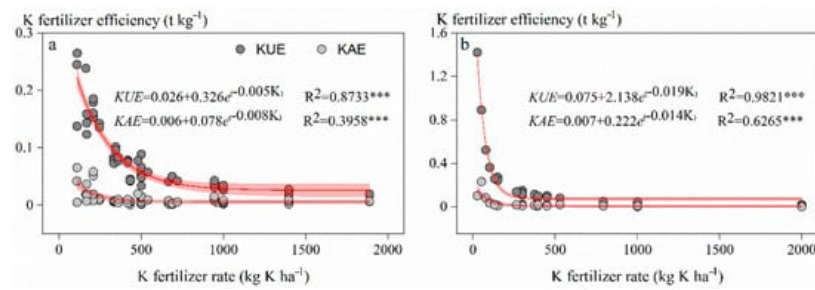 K fertilizer efficiency (t kg⁻¹)
a
KUE
KAE
KUE=0.026+0.326e(−0.005K) R²=0.8733***
KAE=0.006+0.078e(−0.008K) R²=0.3958***
0.3
0.2
0.1
0
0 500 1000 1500 2000
K fertilizer rate (kg K ha⁻¹)
K fertilizer efficiency (t kg⁻¹)
b
KUE=0.075+2.138e(−0.019K) R²=0.9821***
KAE=0.007+0.222e(−0.014K) R²=0.6265***
1.6
1.2
0.8
0.4
0
0 500 1000 1500 2000
K fertilizer rate (kg K ha⁻¹)